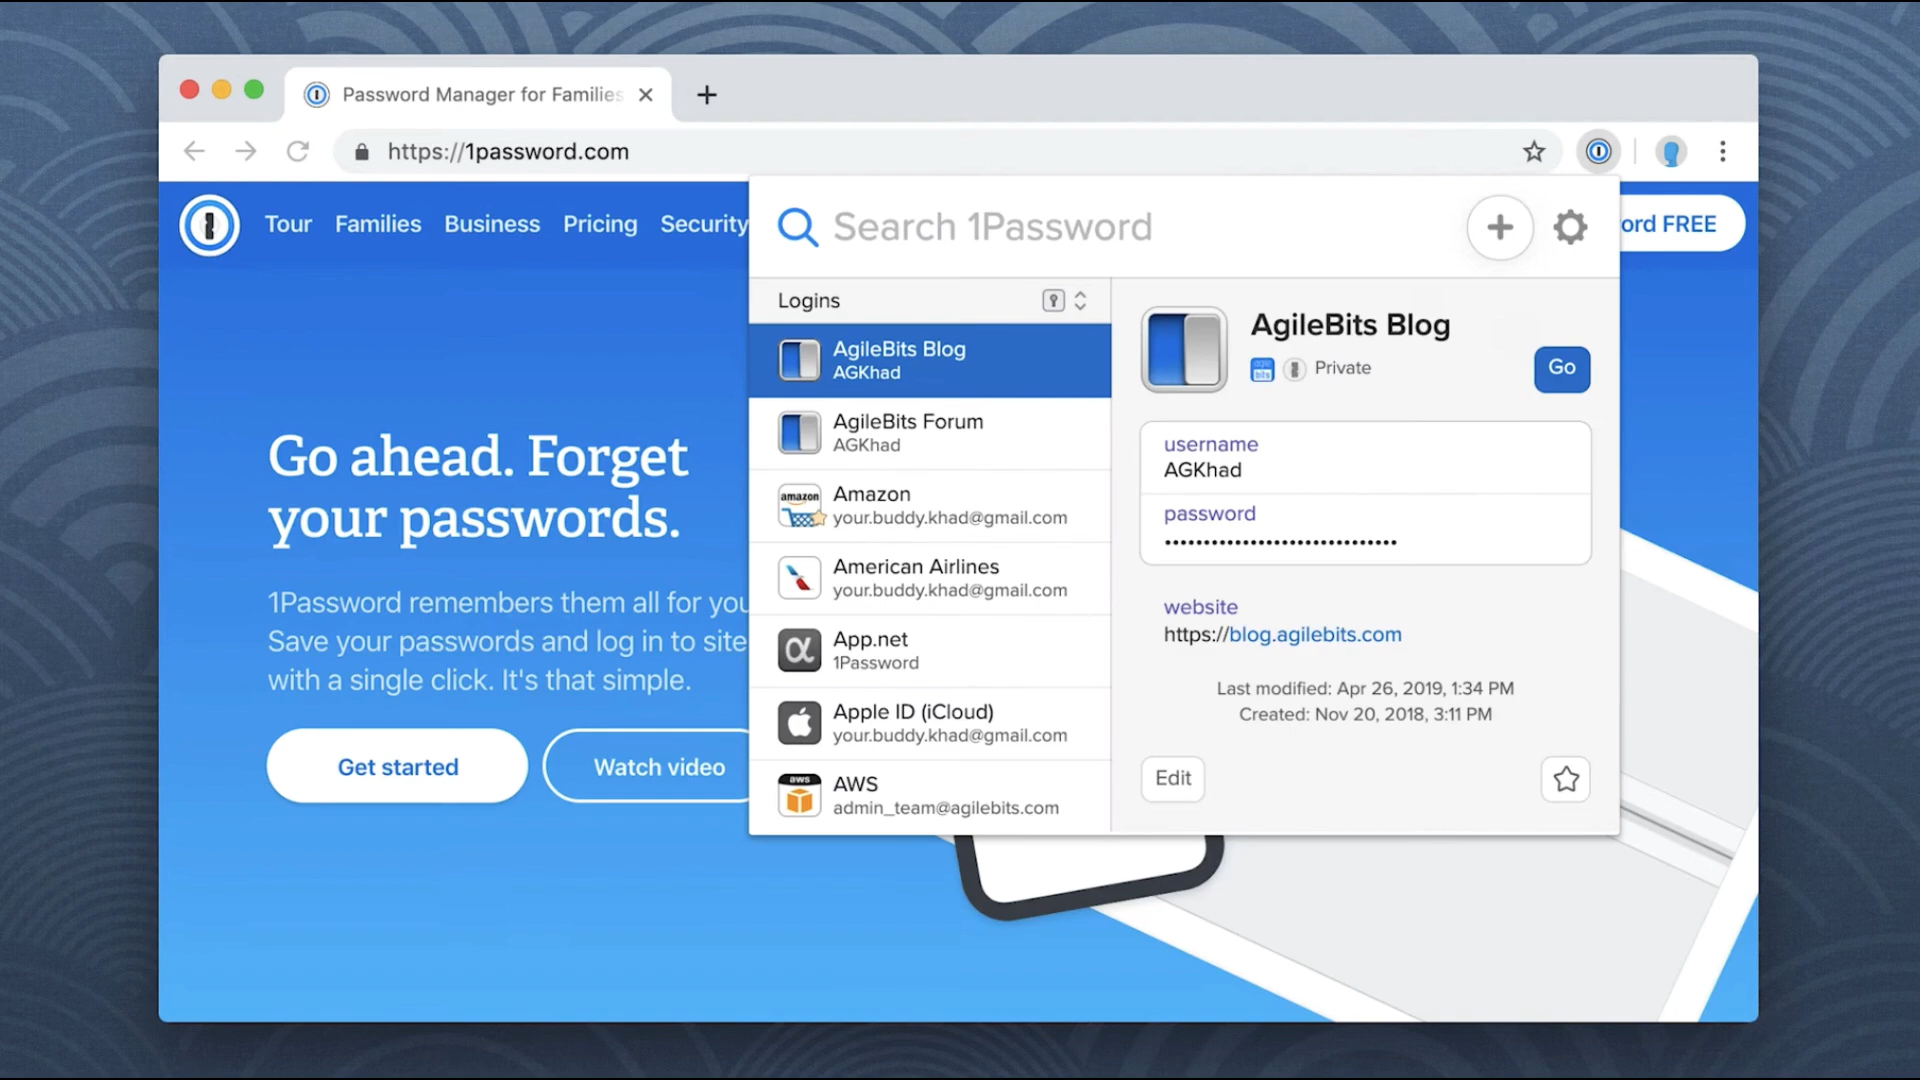 Password Manager for Families
https://1password.com
Tour Families Business Pricing Security
ord FREE
Go ahead. Forget
your passwords.
1Password remembers them all for you
Save your passwords and log in to site
with a single click. It's that simple.
Get started
Watch video
Search 1Password
Logins
AgileBits Blog
AGKhad
AgileBits Forum
AGKhad
amazon
Amazon
your.buddy.khad@gmail.com
American Airlines
your.buddy.khad@gmail.com
App.net
1Password
Apple ID (iCloud)
your.buddy.khad@gmail.com
aws
AWS
admin_team@agilebits.com
AgileBits Blog
agile
bits
Private
Go
username
AGKhad
password
••••••••••••••••••••••••••••••
website
https://blog.agilebits.com
Last modified: Apr 26, 2019, 1:34 PM
Created: Nov 20, 2018, 3:11 PM
Edit